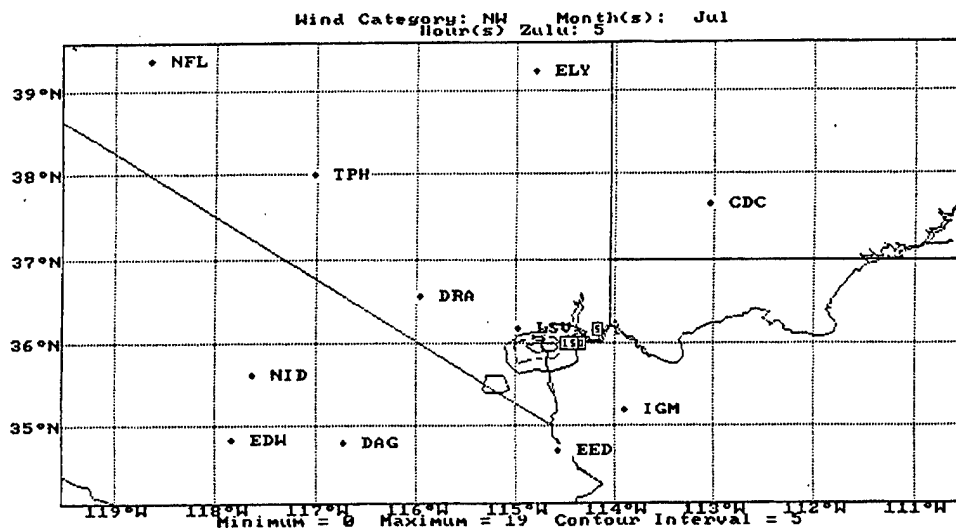 Wind Category: NW Month(s): Jul
Hour(s) Zulu: 5
NFL
ELY
39°N
TPH
38°N
CDC
37°N
DRA
LSV
5
36°N
NID
IGM
35°N
EDW
DAG
EED
119°W 118°W 117°W 116°W 115°W 114°W 113°W 112°W 111°W
Minimum = 0 Maximum = 19 Contour Interval = 5